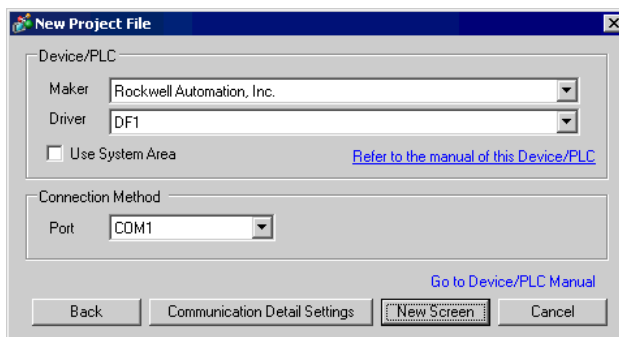 New Project File
Device/PLC
Maker Rockwell Automation, Inc.
Driver DF1
Use System Area Refer to the manual of this Device/PLC
Connection Method
Port COM1
Go to Device/PLC Manual
Back Communication Detail Settings New Screen Cancel